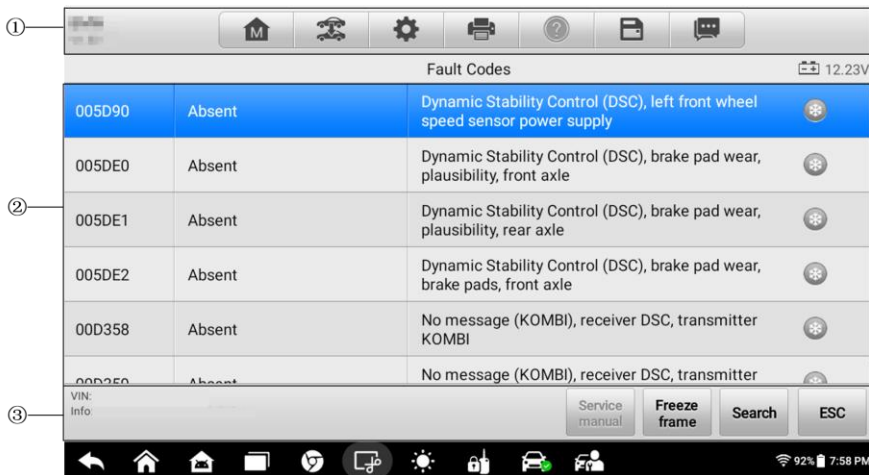 ①
M
?
Fault Codes
12.23V
②
005D90 Absent Dynamic Stability Control (DSC), left front wheel
speed sensor power supply
005DE0 Absent Dynamic Stability Control (DSC), brake pad wear,
plausibility, front axle
005DE1 Absent Dynamic Stability Control (DSC), brake pad wear,
plausibility, rear axle
005DE2 Absent Dynamic Stability Control (DSC), brake pad wear,
brake pads, front axle
00D358 Absent No message (KOMBI), receiver DSC, transmitter
KOMBI
00D359 Absent No message (KOMBI), receiver DSC, transmitter
③
VIN:
Info:
Service
manual
Freeze
frame
Search
ESC
92% 7:58 PM